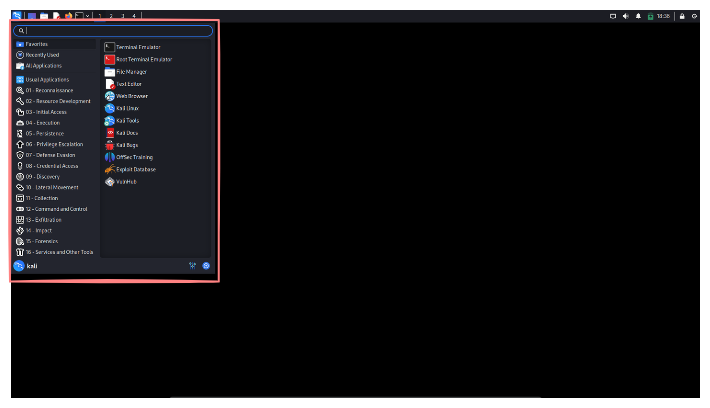 1 2 3 4
18:38
Favorites
Recently Used
All Applications
Usual Applications
01 - Reconnaissance
02 - Resource Development
03 - Initial Access
04 - Execution
05 - Persistence
06 - Privilege Escalation
07 - Defense Evasion
08 - Credential Access
09 - Discovery
10 - Lateral Movement
11 - Collection
12 - Command and Control
13 - Exfiltration
14 - Impact
15 - Forensics
16 - Services and Other Tools
Terminal Emulator
Root Terminal Emulator
File Manager
Text Editor
Web Browser
Kali Linux
Kali Tools
Kali Docs
Kali Bugs
OffSec Training
Exploit Database
VulnHub
kali